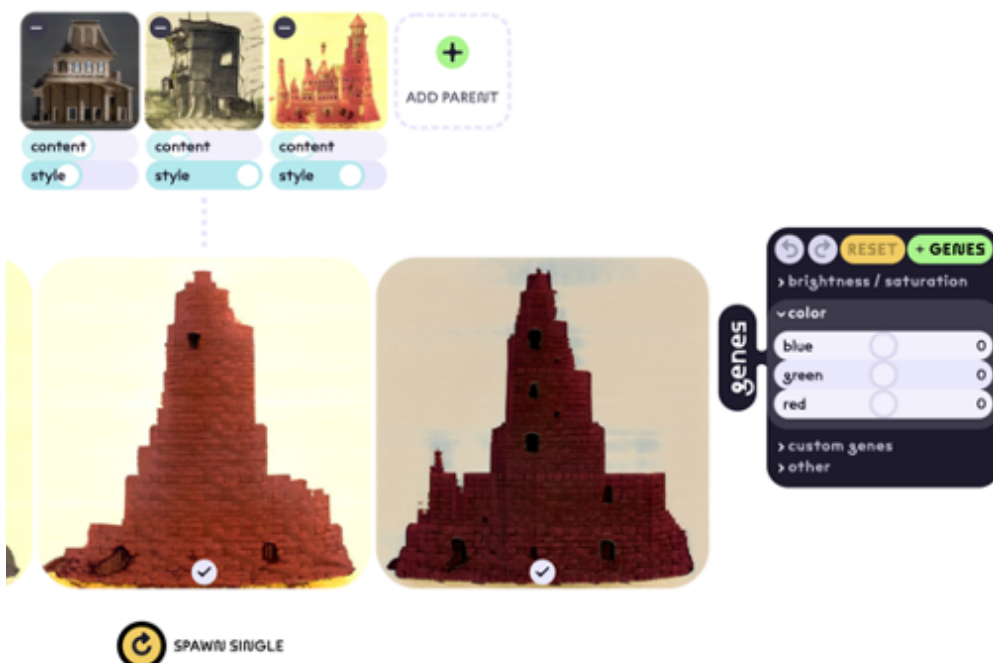 ADD PARENT
content content content
style style style
RESET + GENES
brightness / saturation
color
genes
blue 0
green 0
red 0
custom genes
other
SPAWN SINGLE